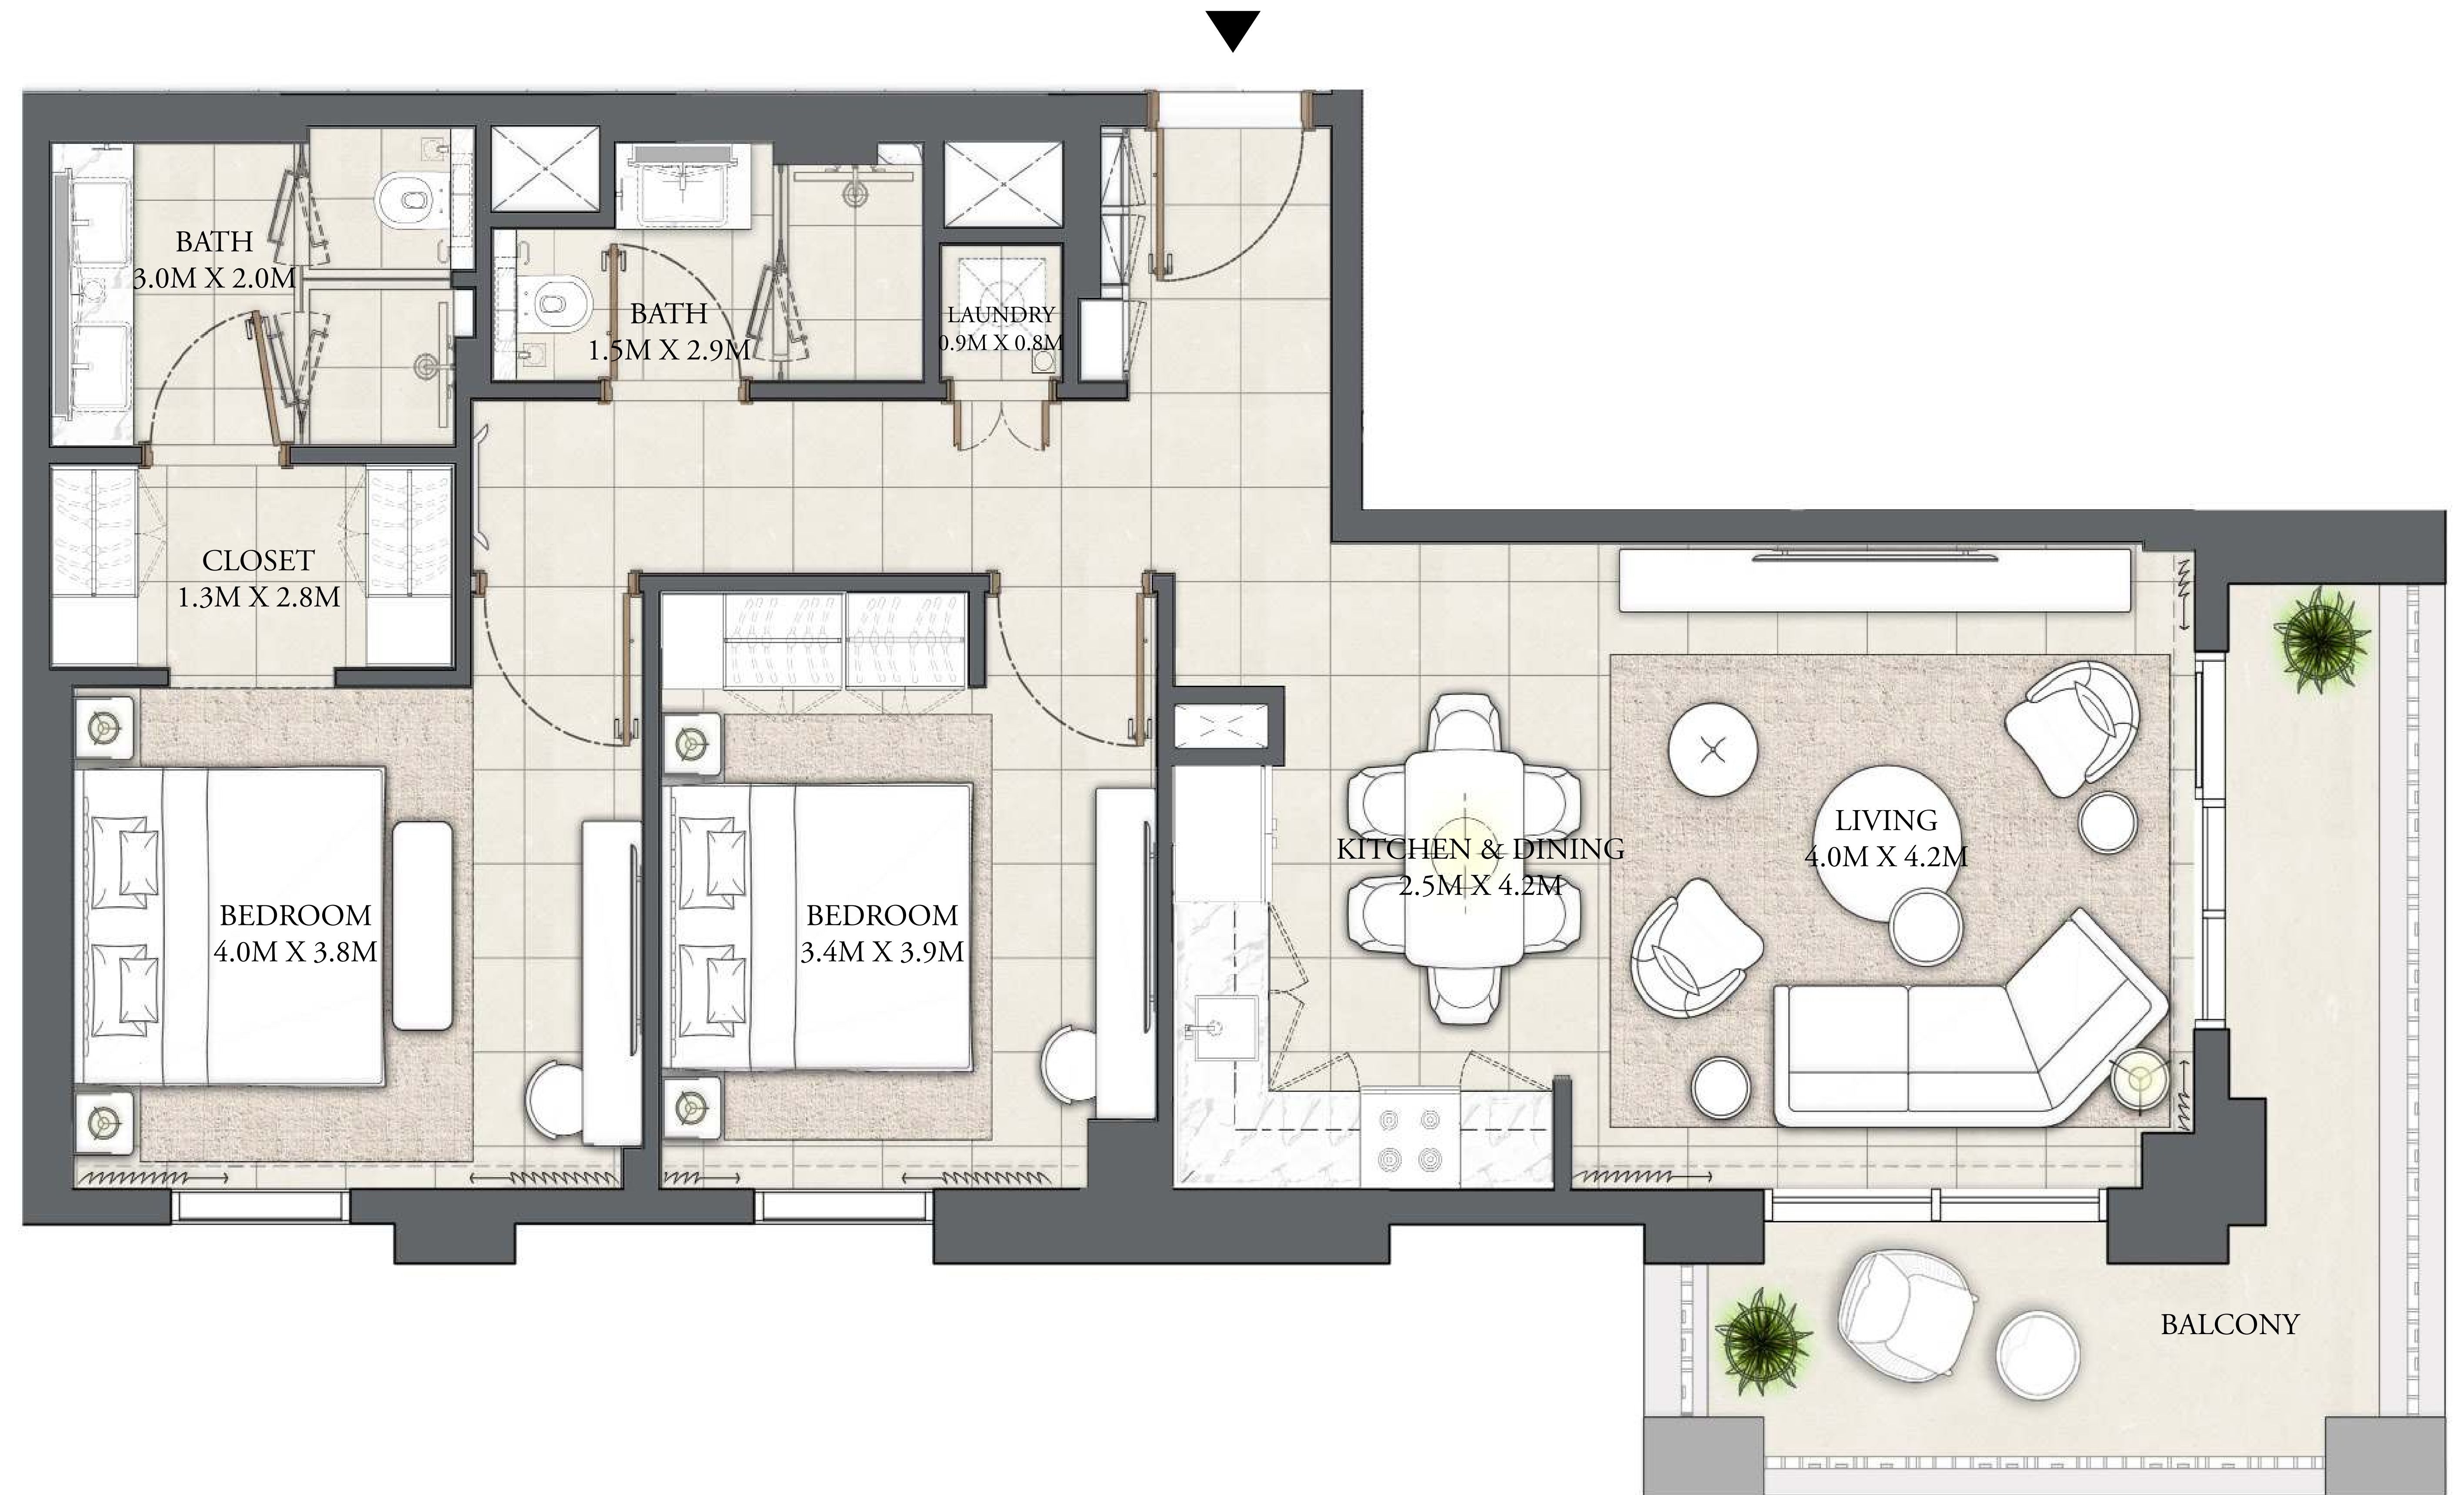 BATH
3.0M X 2.0M
BATH
1.5M X 2.9M
LAUNDRY
0.9M X 0.8M
CLOSET
1.3M X 2.8M
BEDROOM
4.0M X 3.8M
BEDROOM
3.4M X 3.9M
KITCHEN & DINING
2.5M X 4.2M
LIVING
4.0M X 4.2M
BALCONY